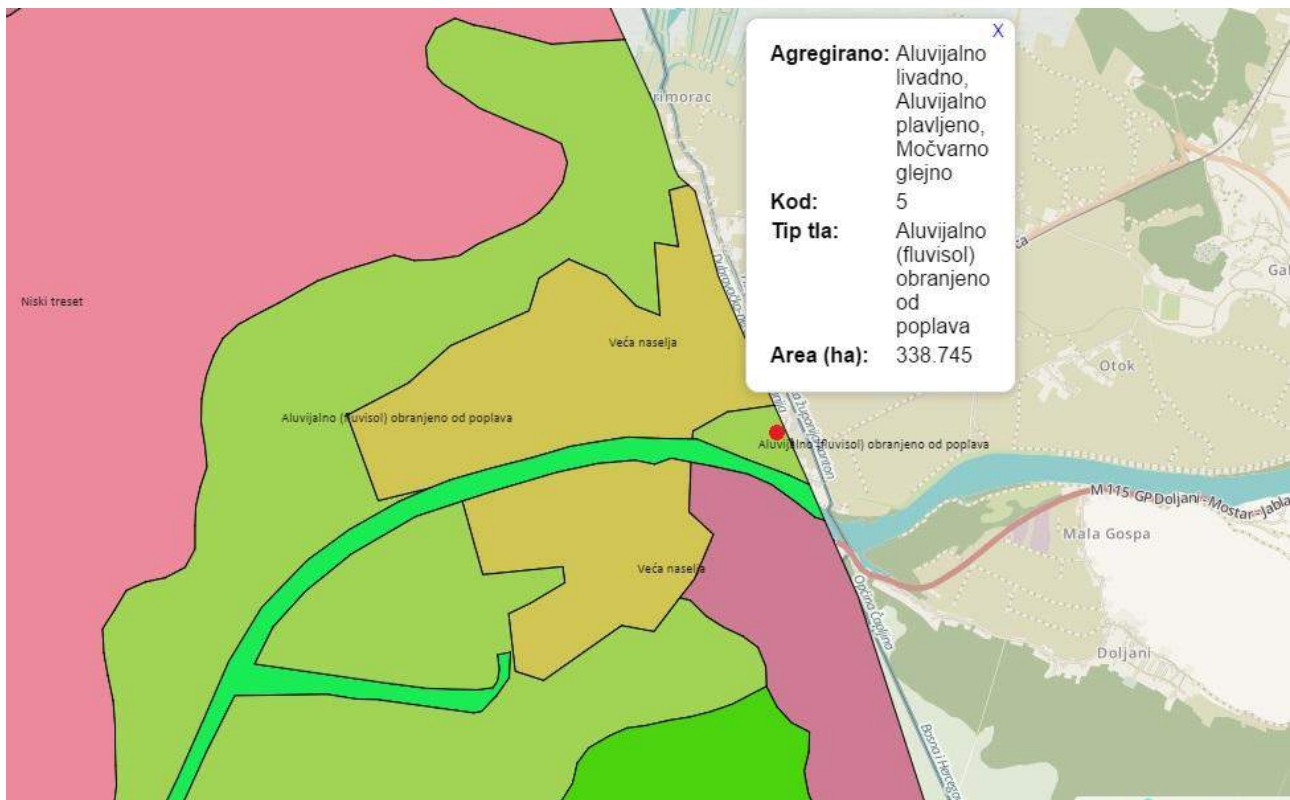 X
Agregirano: Aluvijalno
livadno,
Aluvijalno
plavljeno,
Močvarno
glejno
Kod: 5
Tip tla: Aluvijalno
(fluvisol)
obranjeno
od
poplava
Area (ha): 338.745
rimorac
Niski treset
Veća naselja
Otok
Aluvijalno (fluvisol) obranjeno od poplava
Aluvijalno (fluvisol) obranjeno od poplava
M 115 GP Doljani - Mostar - Jabla
Mala Gospa
Veća naselja
Općina Čapljina
Doljani
Bosna i Herceg